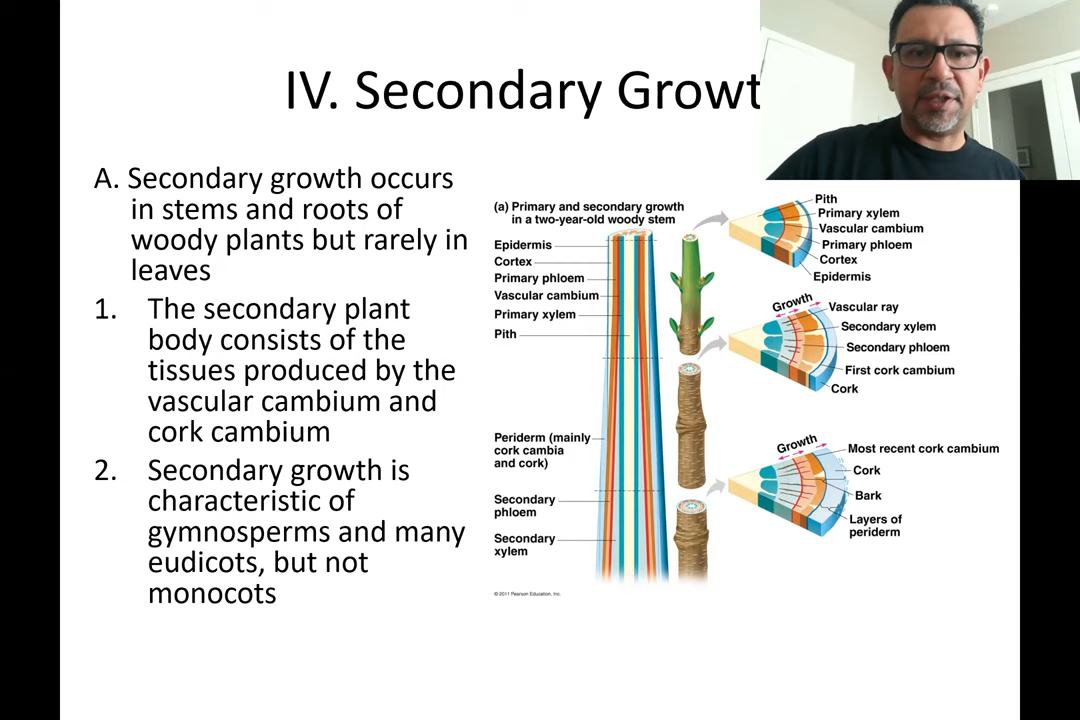 IV. Secondary Growt
A. Secondary growth occurs
in stems and roots of
woody plants but rarely in
leaves
1. The secondary plant
body consists of the
tissues produced by the
vascular cambium and
cork cambium
2. Secondary growth is
characteristic of
gymnosperms and many
eudicots, but not
monocots
(a) Primary and secondary growth
in a two-year-old woody stem
Epidermis
Cortex
Primary phloem
Vascular cambium
Primary xylem
Pith
Periderm (mainly
cork cambia
and cork)
Secondary
phloem
Secondary
xylem
Pith
Primary xylem
Vascular cambium
Primary phloem
Cortex
Epidermis
Growth
Vascular ray
Secondary xylem
Secondary phloem
First cork cambium
Cork
Growth
Most recent cork cambium
Cork
Bark
Layers of
periderm
© 2011 Pearson Education, Inc.